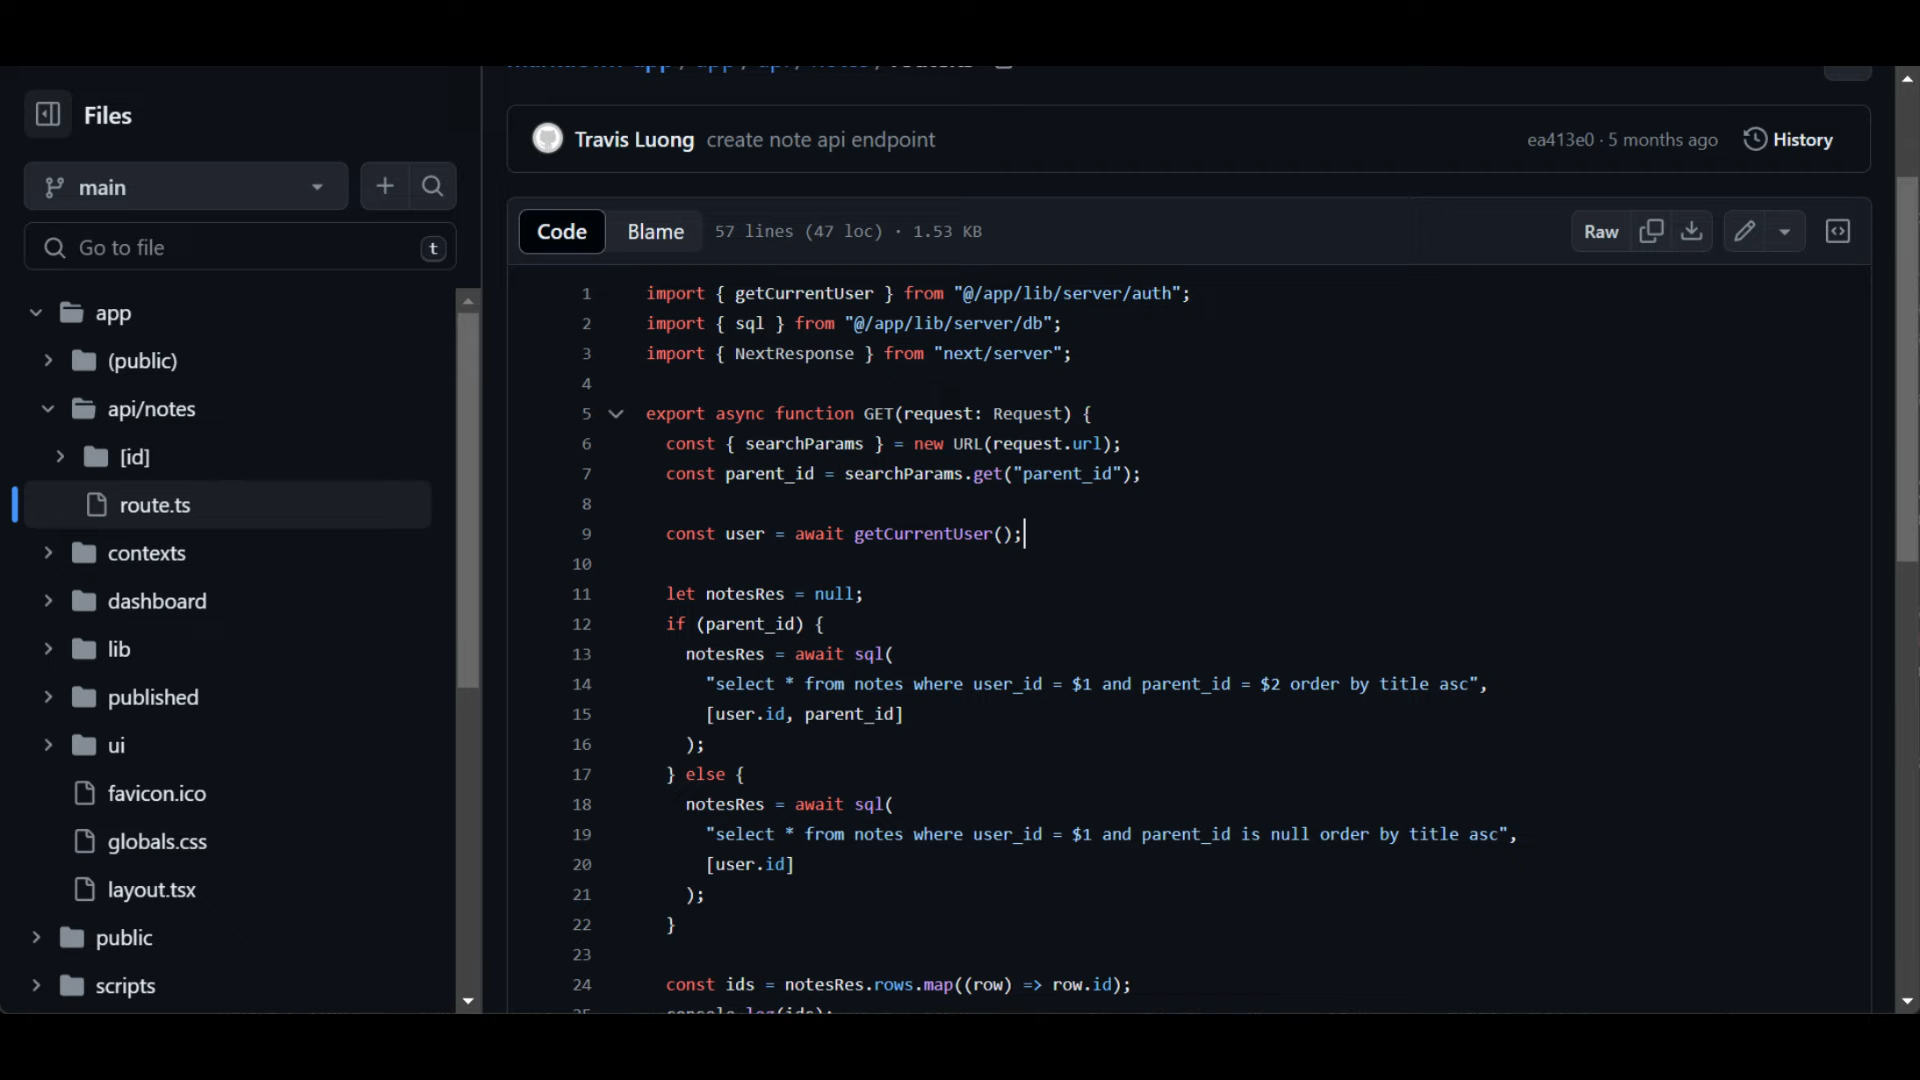 Files
main
Go to file
t
app
(public)
api/notes
[id]
route.ts
contexts
dashboard
lib
published
ui
favicon.ico
globals.css
layout.tsx
public
scripts
Travis Luong create note api endpoint
ea413e0 · 5 months ago
History
Code
Blame
57 lines (47 loc) · 1.53 KB
Raw
1 import { getCurrentUser } from "@/app/lib/server/auth";
2 import { sql } from "@/app/lib/server/db";
3 import { NextResponse } from "next/server";
4
5 export async function GET(request: Request) {
6 const { searchParams } = new URL(request.url);
7 const parent_id = searchParams.get("parent_id");
8
9 const user = await getCurrentUser();
10
11 let notesRes = null;
12 if (parent_id) {
13 notesRes = await sql(
14 "select * from notes where user_id = $1 and parent_id = $2 order by title asc",
15 [user.id, parent_id]
16 );
17 } else {
18 notesRes = await sql(
19 "select * from notes where user_id = $1 and parent_id is null order by title asc",
20 [user.id]
21 );
22 }
23
24 const ids = notesRes.rows.map((row) => row.id);